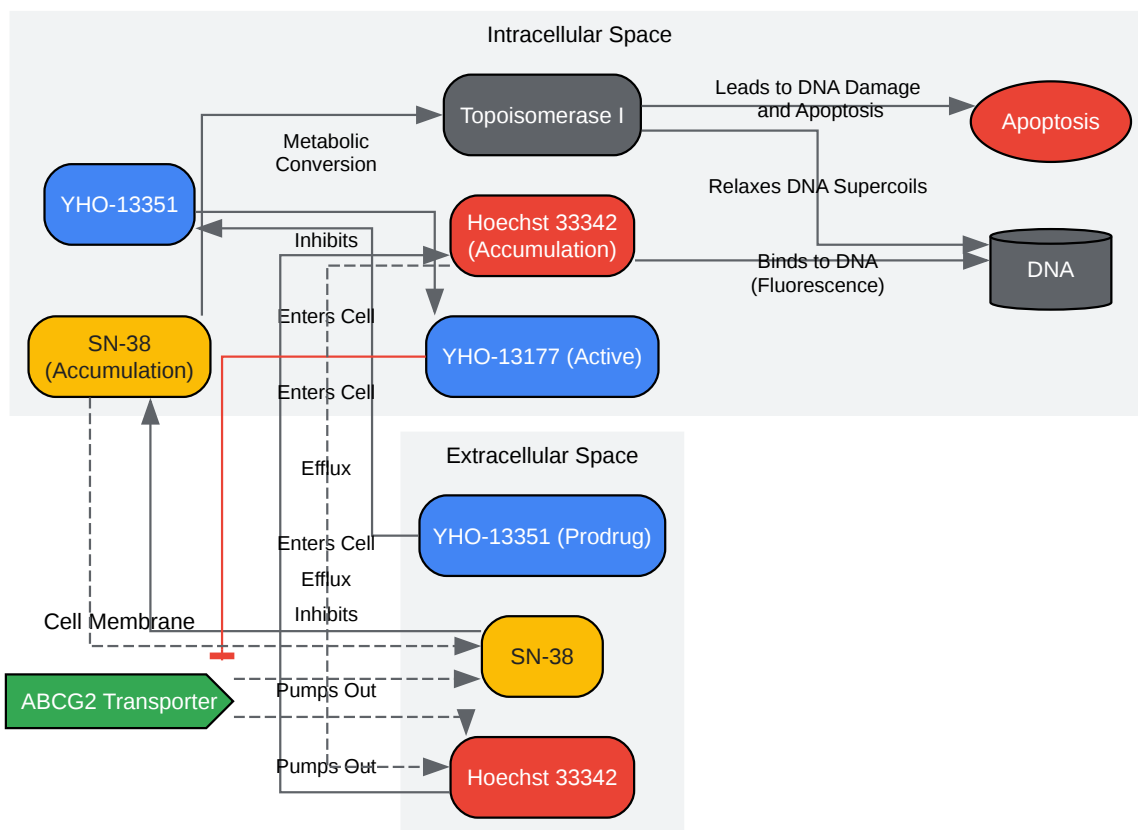 Intracellular Space
Topoisomerase I
Leads to DNA Damage
and Apoptosis
Apoptosis
Metabolic
Conversion
YHO-13351
Relaxes DNA Supercoils
Hoechst 33342
(Accumulation)
Inhibits
Binds to DNA
(Fluorescence)
DNA
Enters Cell
SN-38
(Accumulation)
YHO-13177 (Active)
Enters Cell
Extracellular Space
Efflux
YHO-13351 (Prodrug)
Enters Cell
Efflux
Inhibits
Cell Membrane
SN-38
Pumps Out
ABCG2 Transporter
Pumps Out
Hoechst 33342